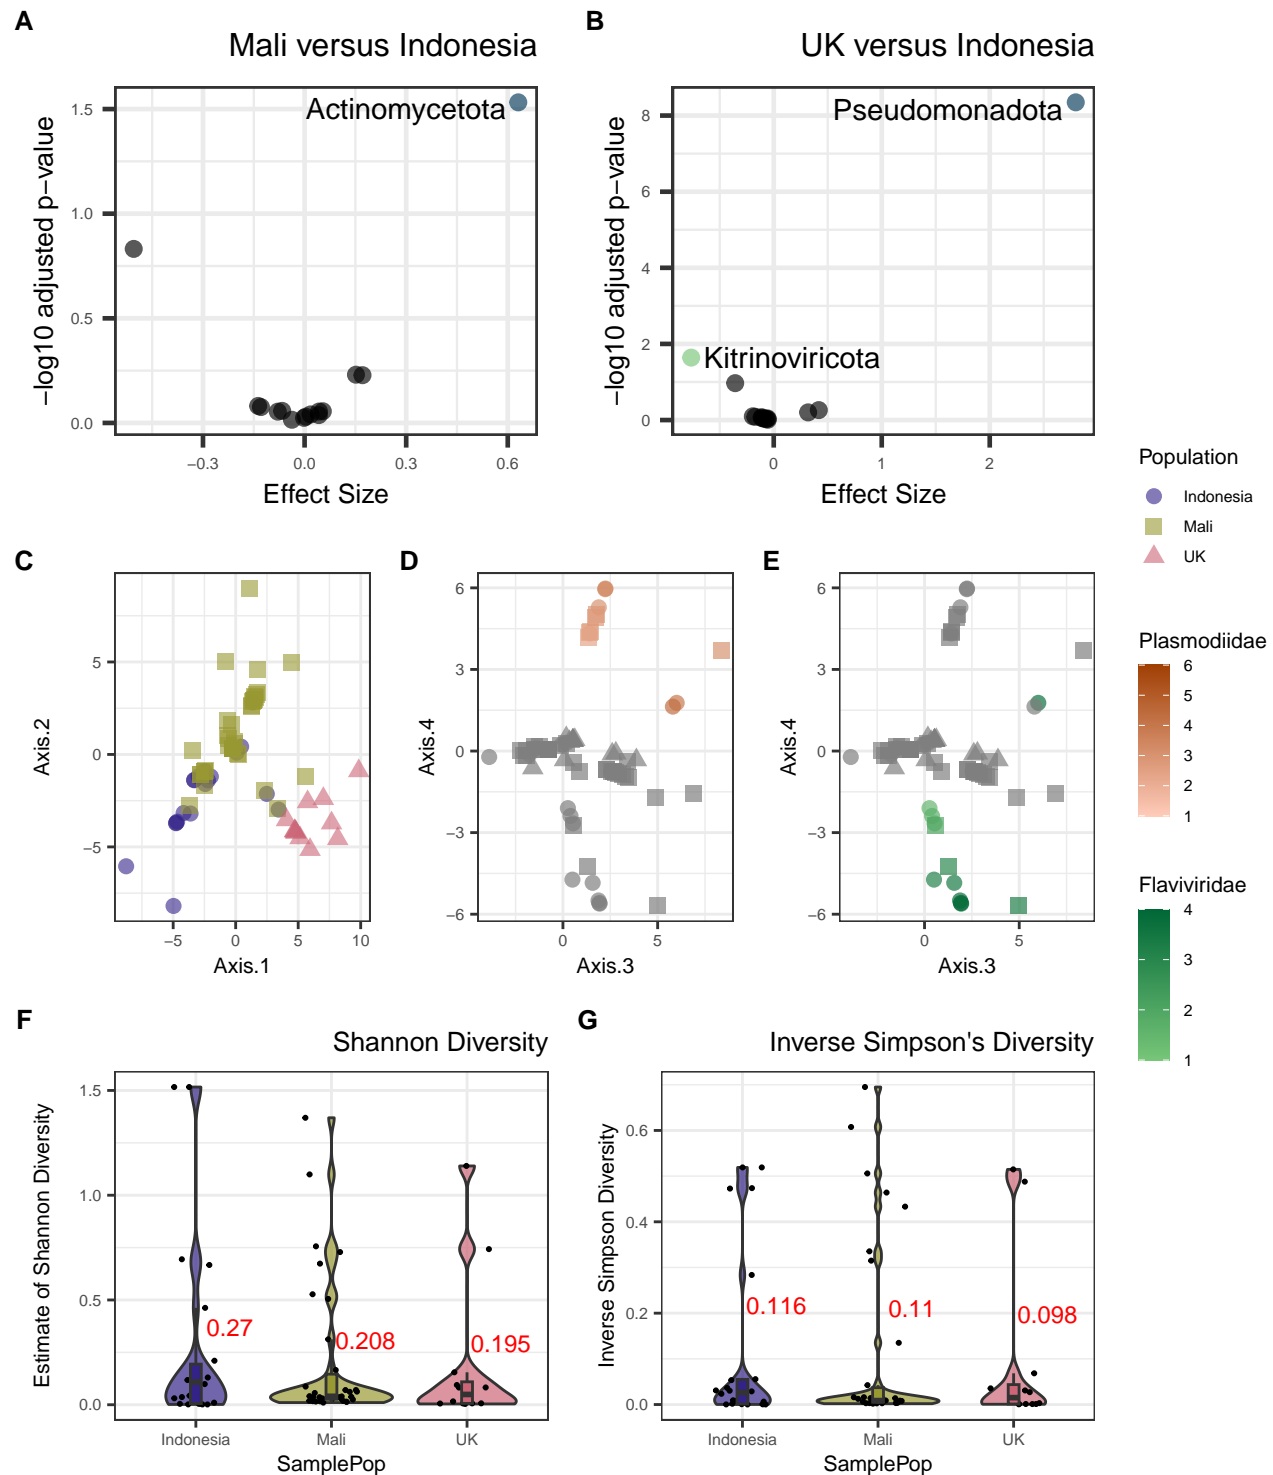 A
Mali versus Indonesia
−log10 adjusted p−value
1.5
1.0
0.5
0.0
Actinomycetota
−0.3 0.0 0.3 0.6
Effect Size
B
UK versus Indonesia
−log10 adjusted p−value
8
6
4
2
0
Pseudomonadota
Kitrinoviricota
0 1 2
Effect Size
Population
Indonesia
Mali
UK
C
Axis.2
5
0
−5
−5 0 5 10
Axis.1
D
Axis.4
6
3
0
−3
−6
0 5
Axis.3
E
Axis.4
6
3
0
−3
−6
0 5
Axis.3
Plasmodiidae
6
5
4
3
2
1
Flaviviridae
4
3
2
1
F
Shannon Diversity
Estimate of Shannon Diversity
1.5
1.0
0.5
0.0
0.27
0.208
0.195
Indonesia Mali UK
SamplePop
G
Inverse Simpson's Diversity
Inverse Simpson Diversity
0.6
0.4
0.2
0.0
0.116
0.11
0.098
Indonesia Mali UK
SamplePop